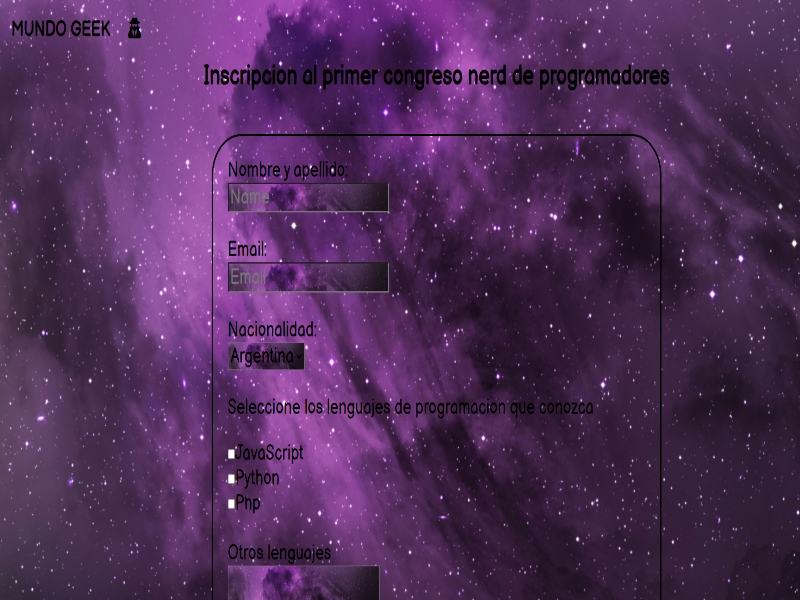 MUNDO GEEK
Inscripcion al primer congreso nerd de programadores
Nombre y apellido:
Name
Email:
Email
Nacionalidad:
Argentina
Seleccione los lenguajes de programacion que conozca
JavaScript
Python
Php
Otros lenguajes